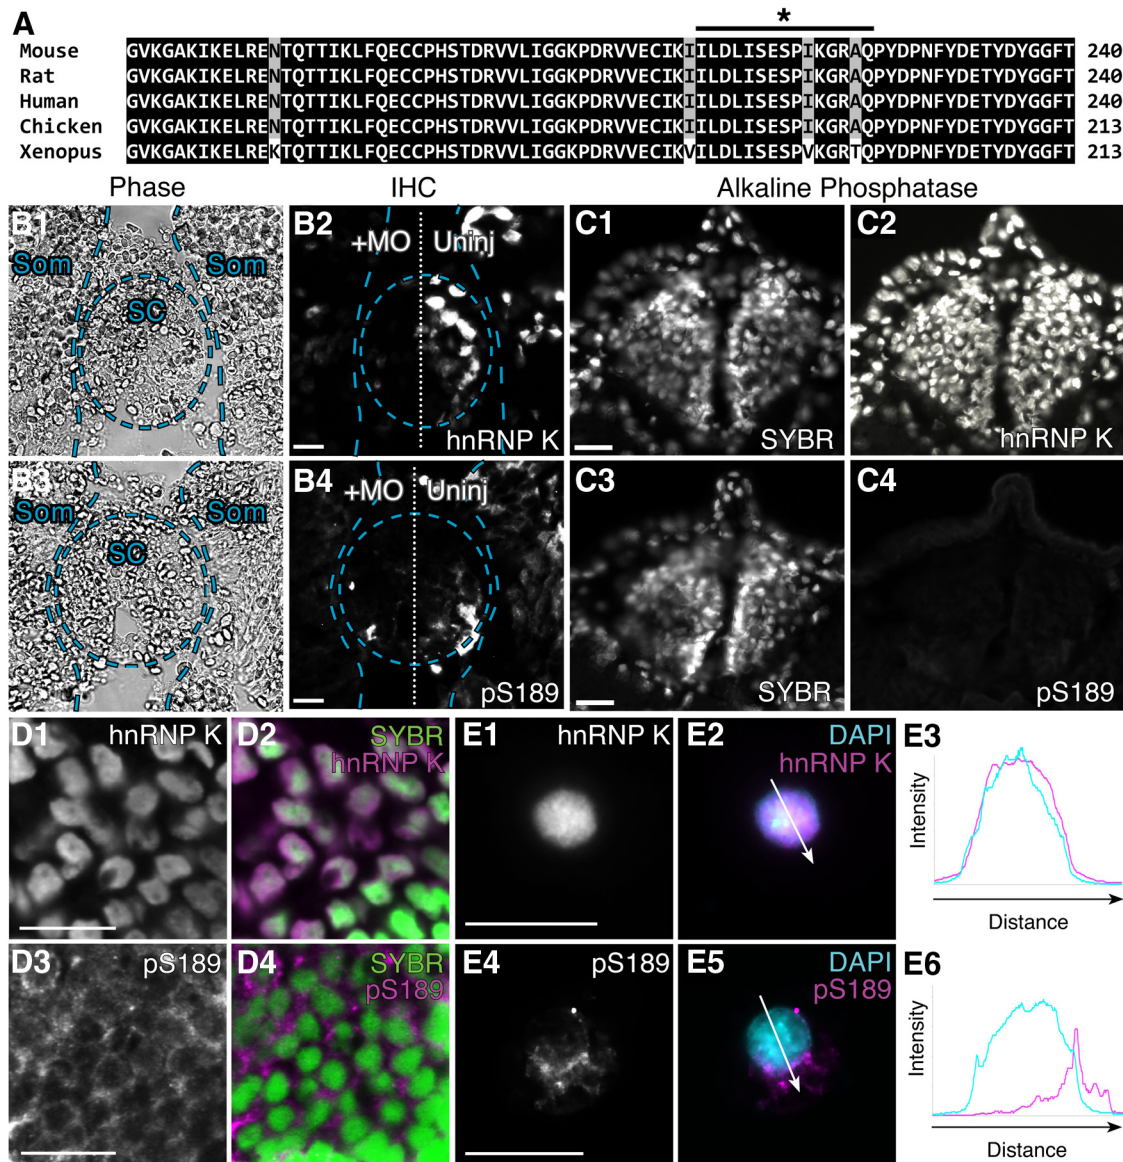 A
*
Mouse GVKGAKIKELRENTQTTIKLFQECCPHSTDRVVLIGGKPDRVVECIKIILDLISESPIKGRAQPYDPNFYDETYDYGGFT 240
Rat GVKGAKIKELRENTQTTIKLFQECCPHSTDRVVLIGGKPDRVVECIKIILDLISESPIKGRAQPYDPNFYDETYDYGGFT 240
Human GVKGAKIKELRENTQTTIKLFQECCPHSTDRVVLIGGKPDRVVECIKIILDLISESPIKGRAQPYDPNFYDETYDYGGFT 240
Chicken GVKGAKIKELRENTQTTIKLFQECCPHSTDRVVLIGGKPDRVVECIKIILDLISESPIKGRAQPYDPNFYDETYDYGGFT 213
Xenopus GVKGAKIKELREKTQTTIKLFQECCPHSTDRVVLIGGKPDRVVECIKVILDLISESPVKGRTQPYDPNFYDETYDYGGFT 213
Phase IHC Alkaline Phosphatase
B1 Som SC Som
B2 +MO Uninj hnRNP K
C1 SYBR
C2 hnRNP K
B3 Som SC Som
B4 +MO Uninj pS189
C3 SYBR
C4 pS189
D1 hnRNP K
D2 SYBR
hnRNP K
E1 hnRNP K
E2 DAPI
hnRNP K
E3
Intensity
Distance
D3 pS189
D4 SYBR
pS189
E4 pS189
E5 DAPI
pS189
E6
Intensity
Distance